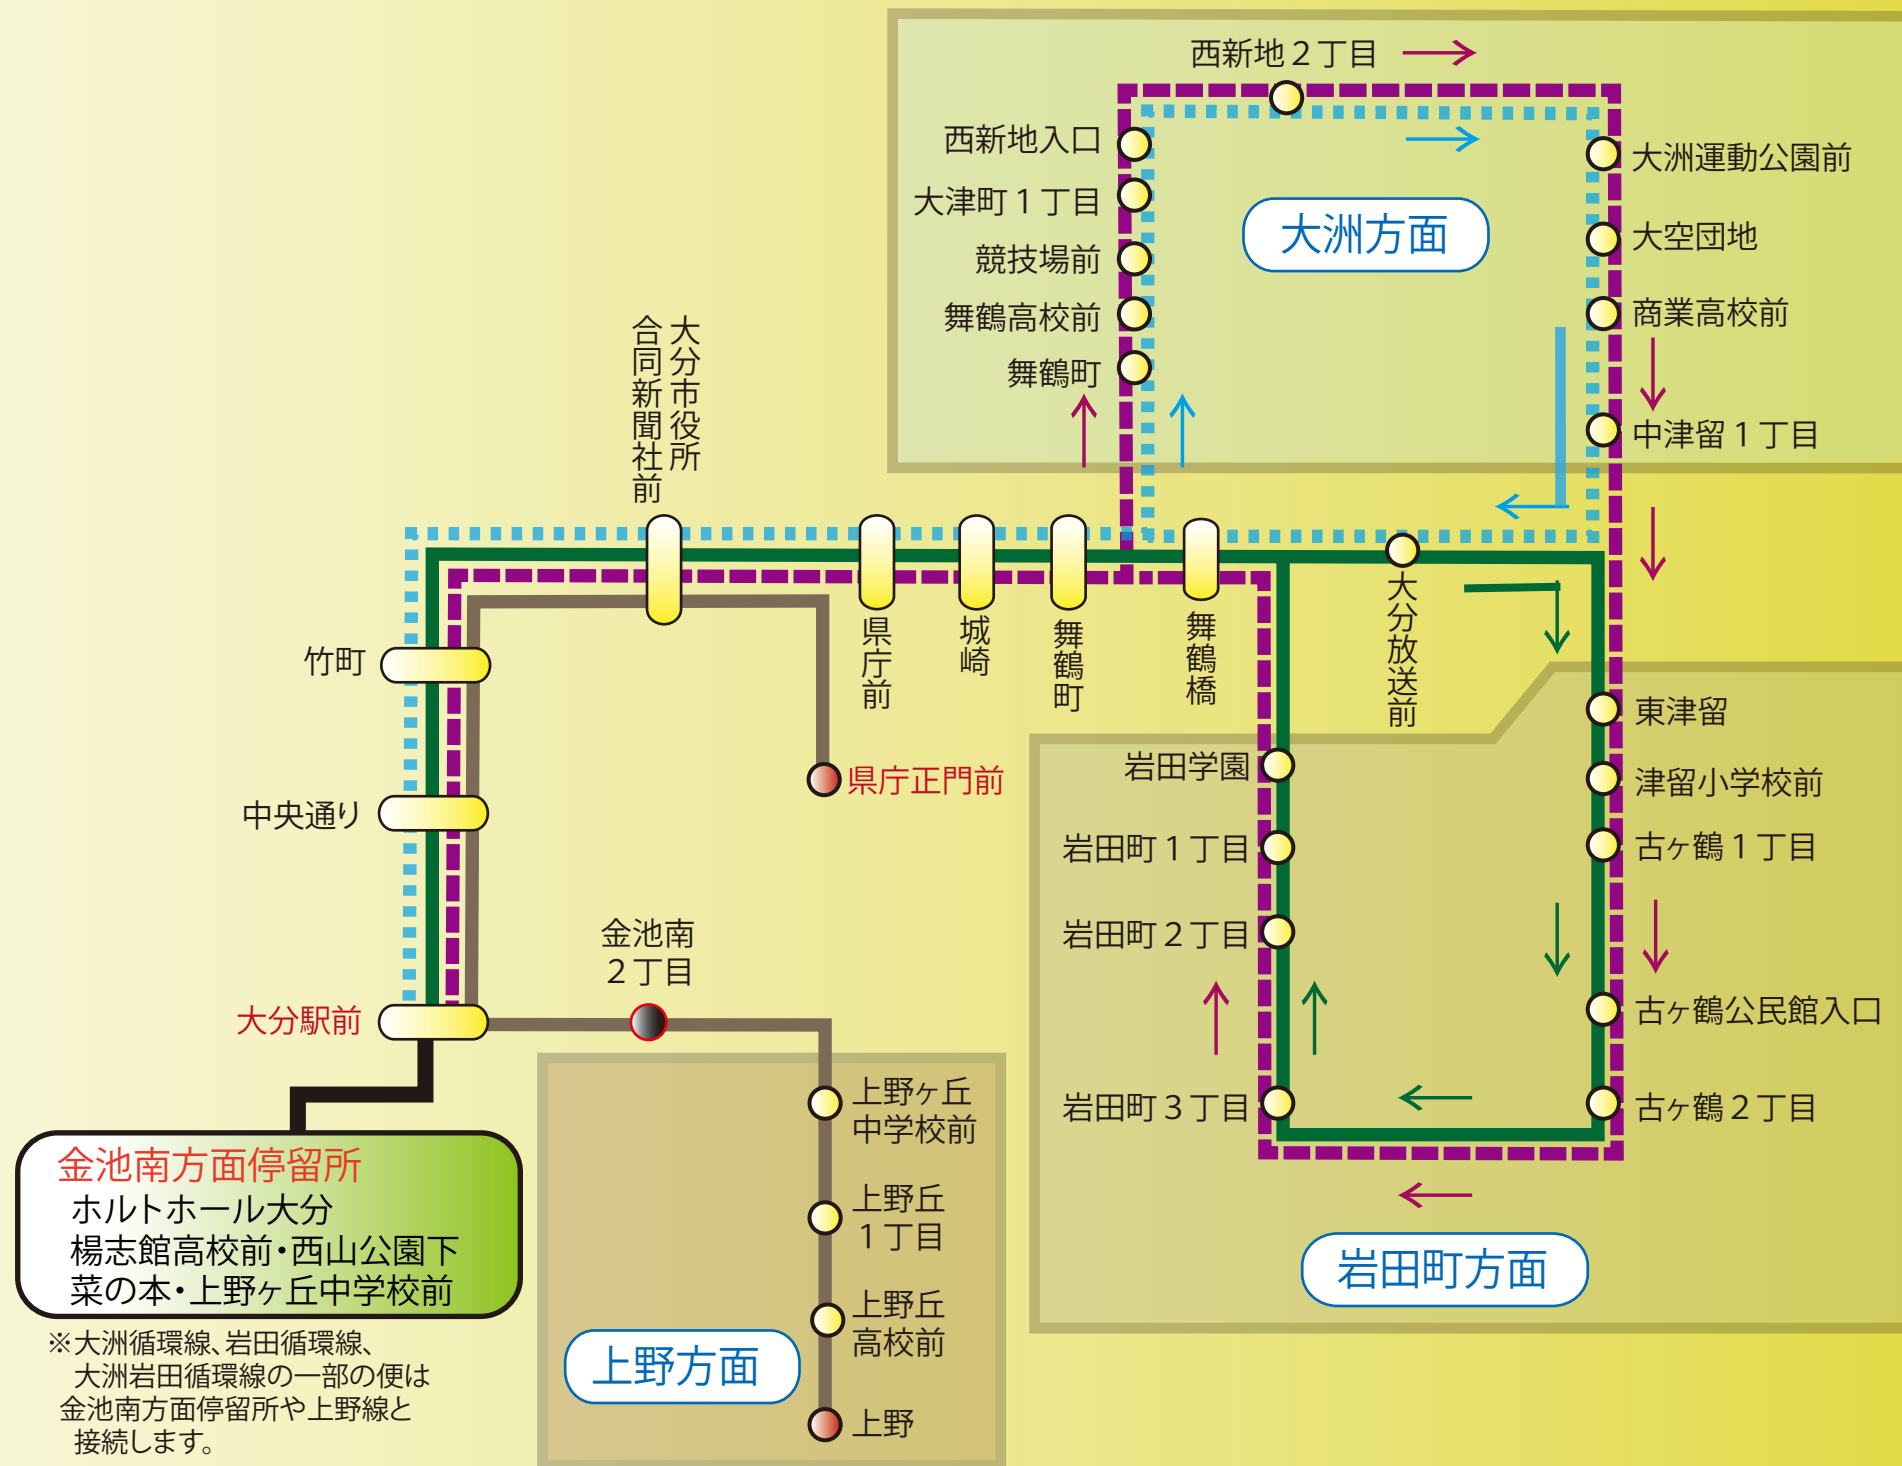 西新地２丁目
西新地入口
大津町１丁目
競技場前
舞鶴高校前
舞鶴町
大洲方面
大洲運動公園前
大空団地
商業高校前
中津留１丁目
大分市役所
合同新聞社前
県庁前
城崎
舞鶴町
舞鶴橋
大分放送前
竹町
中央通り
大分駅前
県庁正門前
金池南
２丁目
岩田学園
岩田町１丁目
岩田町２丁目
岩田町３丁目
東津留
津留小学校前
古ヶ鶴１丁目
古ヶ鶴公民館入口
古ヶ鶴２丁目
岩田町方面
上野ヶ丘
中学校前
上野丘
１丁目
上野丘
高校前
上野
上野方面
金池南方面停留所
ホルトホール大分
楊志館高校前・西山公園下
菜の本・上野ヶ丘中学校前
※大洲循環線、岩田循環線、
大洲岩田循環線の一部の便は
金池南方面停留所や上野線と
接続します。